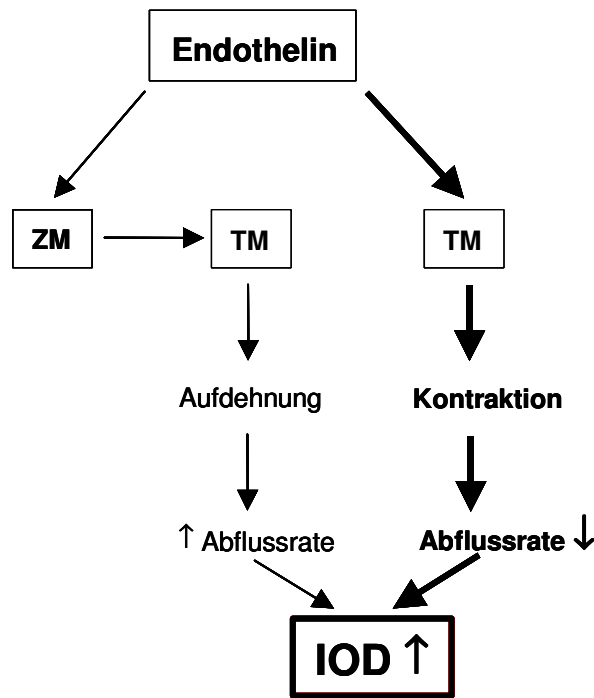 Endothelin
ZM
TM
TM
Aufdehnung
Kontraktion
↑ Abflussrate
Abflussrate ↓
IOD ↑